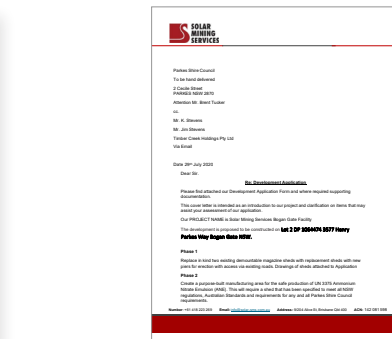 SOLAR
MINING
SERVICES
Parkes Shire Council
To be hand delivered
2 Cecile Street
PARKES NSW 2870
Attention Mr. Brent Tucker
cc.
Mr. K. Stevens
Mr. Jim Stevens
Timber Creek Holdings Pty Ltd
Via Email
Date 29th July 2020
Dear Sir.
Re: Development Application
Please find attached our Development Application Form and where required supporting
documentation.
This cover letter is intended as an introduction to our project and clarification on items that may
assist your assessment of our application.
Our PROJECT NAME is Solar Mining Services Bogan Gate Facility
The development is proposed to be constructed on Lot 2 DP 1064474 3577 Henry
Parkes Way Bogan Gate NSW.
Phase 1
Replace in kind two existing demountable magazine sheds with replacement sheds with new
piers for erection with access via existing roads. Drawings of sheds attached to Application
Phase 2
Create a purpose-built manufacturing area for the safe production of UN 3375 Ammonium
Nitrate Emulsion (ANE). This will require a shed that has been specified to meet all NSW
regulations, Australian Standards and requirements for any and all Parkes Shire Council
requirements.
Email: Address: Brisbane Qld 400 ACN: